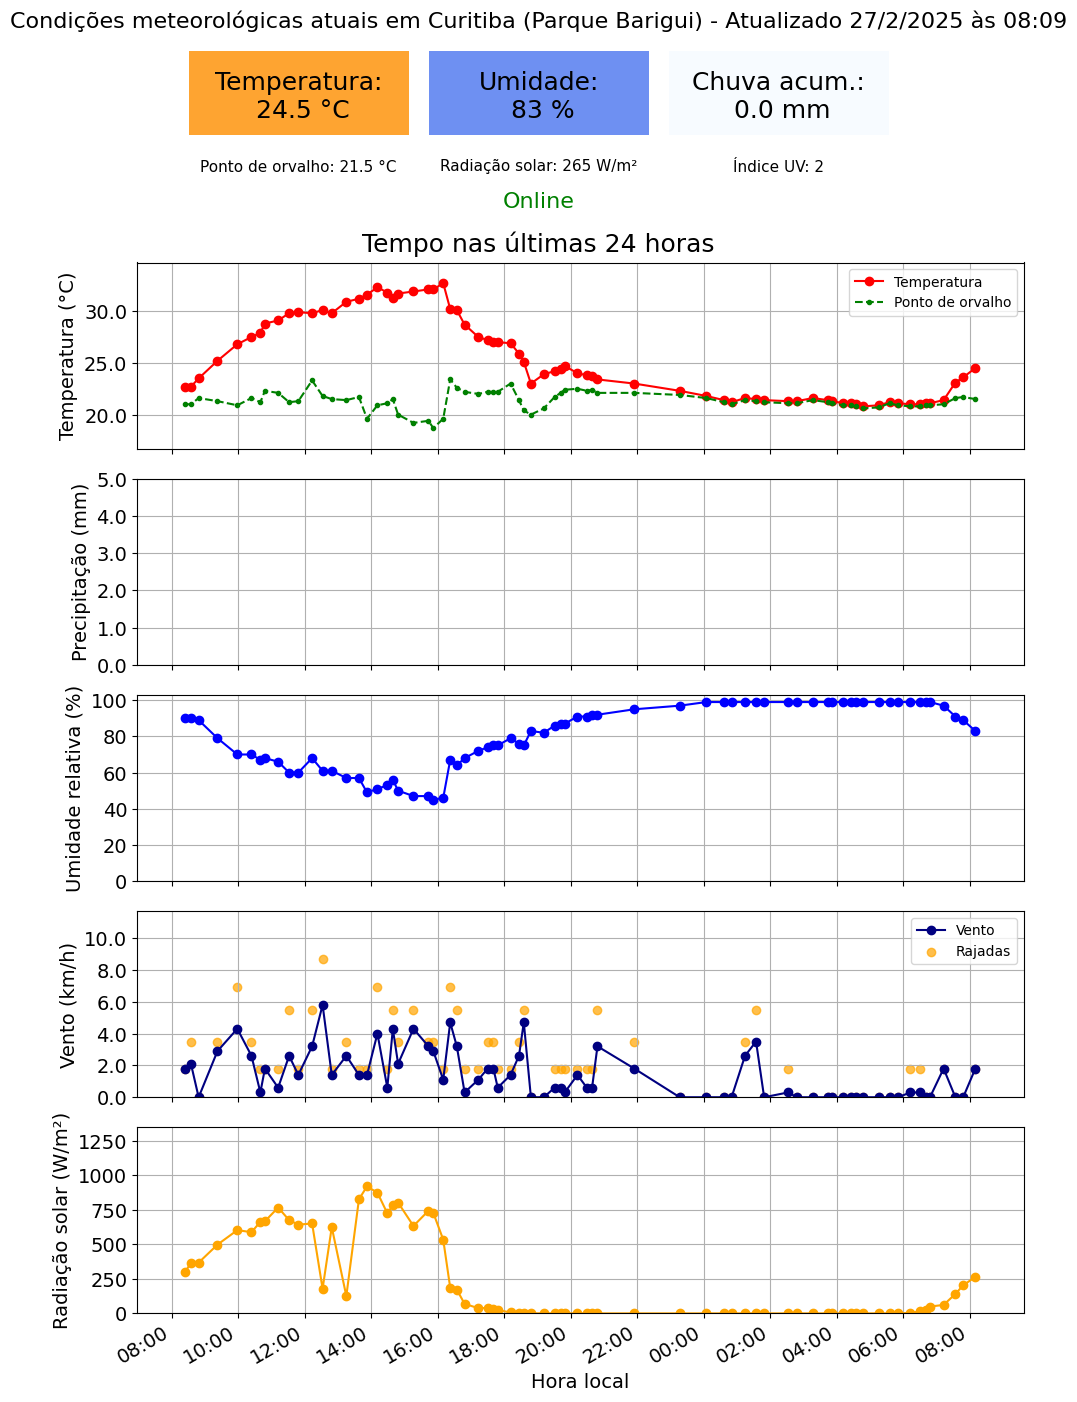 Condições meteorológicas atuais em Curitiba (Parque Barigui) - Atualizado 27/2/2025 às 08:09
Temperatura:
24.5 °C
Umidade:
83 %
Chuva acum.:
0.0 mm
Ponto de orvalho: 21.5 °C
Radiação solar: 265 W/m²
Índice UV: 2
Online
Tempo nas últimas 24 horas
Temperatura (°C)
30.0
25.0
20.0
Temperatura
Ponto de orvalho
Precipitação (mm)
5.0
4.0
3.0
2.0
1.0
0.0
Umidade relativa (%)
100
80
60
40
20
0
Vento (km/h)
10.0
8.0
6.0
4.0
2.0
0.0
Vento
Rajadas
Radiação solar (W/m²)
1250
1000
750
500
250
0
08:00
10:00
12:00
14:00
16:00
18:00
20:00
22:00
00:00
02:00
04:00
06:00
08:00
Hora local